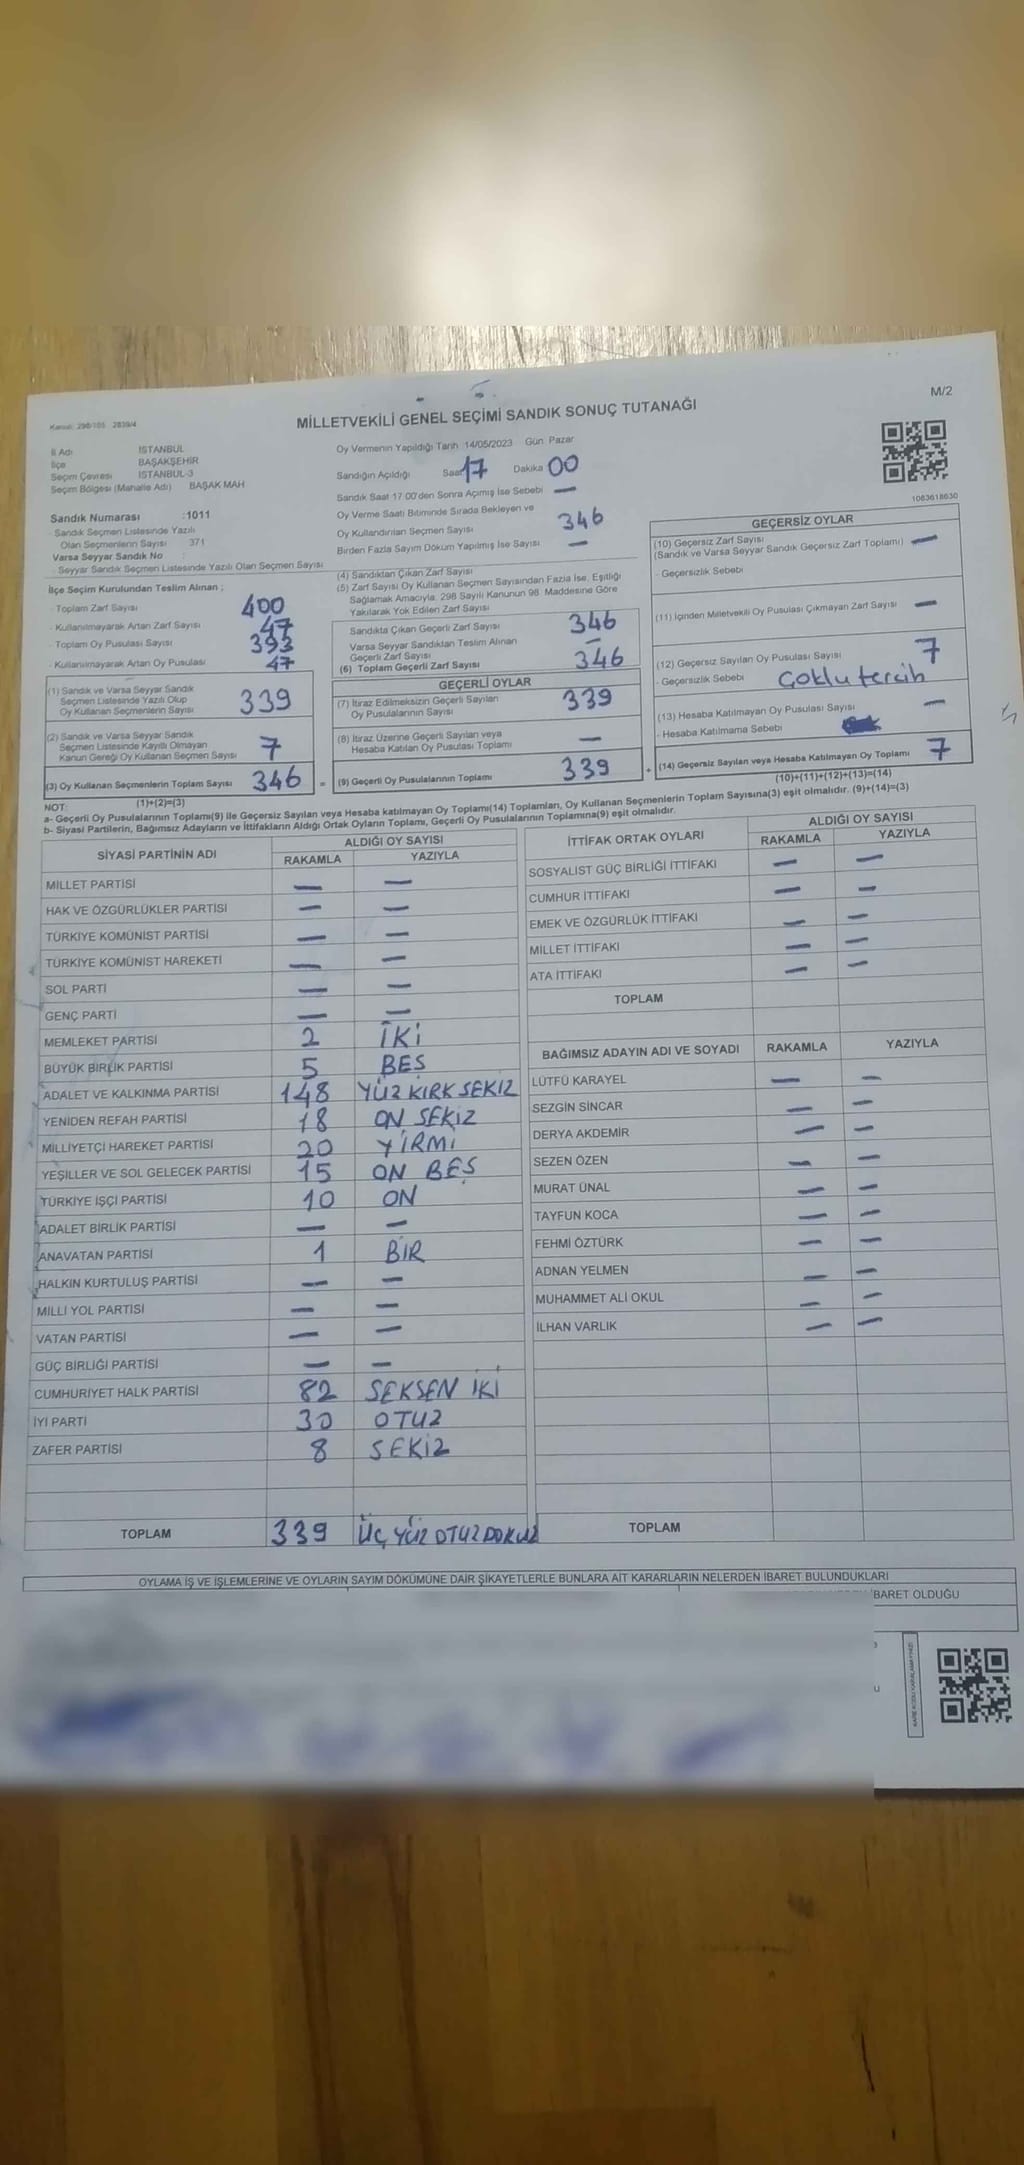 M/2
Kanun: 298/105 2839/4
MİLLETVEKİLİ GENEL SEÇİMİ SANDIK SONUÇ TUTANAĞI
İl Adı İSTANBUL
İlçe BAŞAKŞEHİR
Seçim Çevresi İSTANBUL-3
Seçim Bölgesi (Mahalle Adı) BAŞAK MAH
Sandık Numarası :1011
Sandık Seçmen Listesinde Yazılı
Olan Seçmenlerin Sayısı 371
Varsa Seyyar Sandık No :
Seyyar Sandık Seçmen Listesinde Yazılı Olan Seçmen Sayısı
İlçe Seçim Kurulundan Teslim Alınan ;
- Toplam Zarf Sayısı 400
- Kullanılmayarak Artan Zarf Sayısı 47
- Toplam Oy Pusulası Sayısı 393
- Kullanılmayarak Artan Oy Pusulası 47
(1) Sandık ve Varsa Seyyar Sandık
Seçmen Listesinde Yazılı Olup
Oy Kullanan Seçmenlerin Sayısı 339
(2) Sandık ve Varsa Seyyar Sandık
Seçmen Listesinde Kayıtlı Olmayan
Kanun Gereği Oy Kullanan Seçmen Sayısı 7
(3) Oy Kullanan Seçmenlerin Toplam Sayısı 346 =
(1)+(2)=(3)
Oy Vermenin Yapıldığı Tarih 14/05/2023 Gün Pazar
Sandığın Açıldığı Saat 17 Dakika 00
Sandık Saat 17 00'den Sonra Açımış İse Sebebi —
Oy Verme Saati Bitiminde Sırada Bekleyen ve
Oy Kullandırılan Seçmen Sayısı 346
Birden Fazla Sayım Döküm Yapılmış İse Sayısı —
(4) Sandıktan Çıkan Zarf Sayısı
(5) Zarf Sayısı Oy Kullanan Seçmen Sayısından Fazla İse, Eşitliği
Sağlamak Amacıyla, 298 Sayılı Kanunun 98. Maddesine Göre
Yakılarak Yok Edilen Zarf Sayısı
Sandıkta Çıkan Geçerli Zarf Sayısı 346
Varsa Seyyar Sandıktan Teslim Alınan
Geçerli Zarf Sayısı —
(6) Toplam Geçerli Zarf Sayısı 346
GEÇERLİ OYLAR
(7) İtiraz Edilmeksizin Geçerli Sayılan
Oy Pusulalarının Sayısı 339
(8) İtiraz Üzerine Geçerli Sayılan veya
Hesaba Katılan Oy Pusulası Toplamı —
(9) Geçerli Oy Pusulalarının Toplamı 339 +
1083618630
GEÇERSİZ OYLAR
(10) Geçersiz Zarf Sayısı
(Sandık ve Varsa Seyyar Sandık Geçersiz Zarf Toplamı) —
- Geçersizlik Sebebi
(11) İçinden Milletvekili Oy Pusulası Çıkmayan Zarf Sayısı —
(12) Geçersiz Sayılan Oy Pusulası Sayısı 7
- Geçersizlik Sebebi Çoklu tercih
(13) Hesaba Katılmayan Oy Pusulası Sayısı —
- Hesaba Katılmama Sebebi
(14) Geçersiz Sayılan veya Hesaba Katılmayan Oy Toplamı 7
(10)+(11)+(12)+(13)=(14)
NOT:
a- Geçerli Oy Pusulalarının Toplamı(9) ile Geçersiz Sayılan veya Hesaba katılmayan Oy Toplamı(14) Toplamları, Oy Kullanan Seçmenlerin Toplam Sayısına(3) eşit olmalıdır. (9)+(14)=(3)
b- Siyasi Partilerin, Bağımsız Adayların ve İttifakların Aldığı Ortak Oyların Toplamı, Geçerli Oy Pusulalarının Toplamına(9) eşit olmalıdır.
SİYASİ PARTİNİN ADI ALDIĞI OY SAYISI
RAKAMLA YAZIYLA
MİLLET PARTİSİ — —
HAK VE ÖZGÜRLÜKLER PARTİSİ — —
TÜRKİYE KOMÜNİST PARTİSİ — —
TÜRKİYE KOMÜNİST HAREKETİ — —
SOL PARTİ — —
GENÇ PARTİ — —
MEMLEKET PARTİSİ 2 İKİ
BÜYÜK BİRLİK PARTİSİ 5 BEŞ
ADALET VE KALKINMA PARTİSİ 148 YÜZ KIRK SEKİZ
YENİDEN REFAH PARTİSİ 18 ON SEKİZ
MİLLİYETÇİ HAREKET PARTİSİ 20 YİRMİ
YEŞİLLER VE SOL GELECEK PARTİSİ 15 ON BEŞ
TÜRKİYE İŞÇİ PARTİSİ 10 ON
ADALET BİRLİK PARTİSİ — —
ANAVATAN PARTİSİ 1 BİR
HALKIN KURTULUŞ PARTİSİ — —
MİLLİ YOL PARTİSİ — —
VATAN PARTİSİ — —
GÜÇ BİRLİĞİ PARTİSİ — —
CUMHURİYET HALK PARTİSİ 82 SEKSEN İKİ
İYİ PARTİ 30 OTUZ
ZAFER PARTİSİ 8 SEKİZ
TOPLAM 339 ÜÇ YÜZ OTUZ DOKUZ
İTTİFAK ORTAK OYLARI ALDIĞI OY SAYISI
RAKAMLA YAZIYLA
SOSYALİST GÜÇ BİRLİĞİ İTTİFAKI — —
CUMHUR İTTİFAKI — —
EMEK VE ÖZGÜRLÜK İTTİFAKI — —
MİLLET İTTİFAKI — —
ATA İTTİFAKI — —
TOPLAM
BAĞIMSIZ ADAYIN ADI VE SOYADI RAKAMLA YAZIYLA
LÜTFÜ KARAYEL — —
SEZGİN SİNCAR — —
DERYA AKDEMİR — —
SEZEN ÖZEN — —
MURAT ÜNAL — —
TAYFUN KOCA — —
FEHMİ ÖZTÜRK — —
ADNAN YELMEN — —
MUHAMMET ALİ OKUL — —
İLHAN VARLIK — —
TOPLAM
OYLAMA İŞ VE İŞLEMLERİNE VE OYLARIN SAYIM DÖKÜMÜNE DAİR ŞİKAYETLERLE BUNLARA AİT KARARLARIN NELERDEN İBARET BULUNDUKLARI
İBARET OLDUĞU